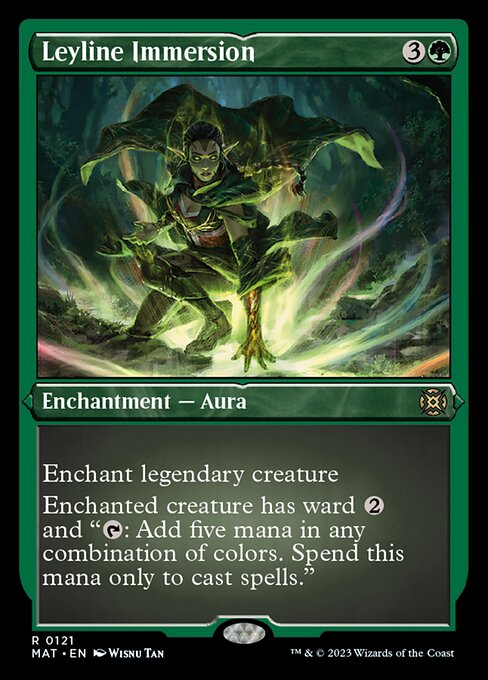 Leyline Immersion 3
Enchantment — Aura
Enchant legendary creature
Enchanted creature has ward 2
and “: Add five mana in any
combination of colors. Spend this
mana only to cast spells.”
R 0121
MAT • EN Wisnu Tan
™ & © 2023 Wizards of the Coast